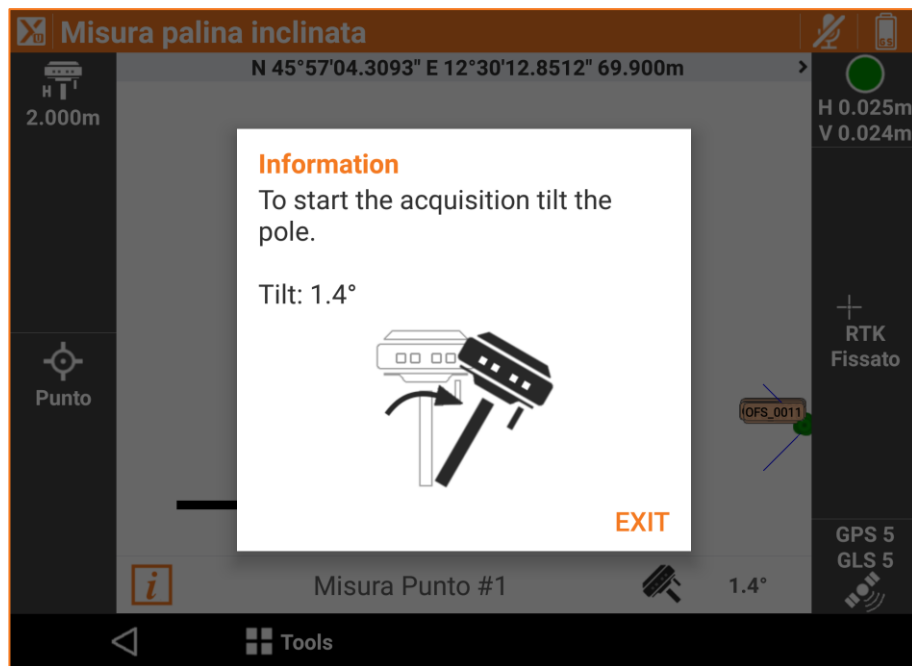 Misura palina inclinata
GS
N 45°57'04.3093" E 12°30'12.8512" 69.900m
H
2.000m
H 0.025m
V 0.024m
Information
To start the acquisition tilt the
pole.
Tilt: 1.4°
RTK
Fissato
Punto
OFS_0011
EXIT
GPS 5
GLS 5
i
Misura Punto #1
1.4°
Tools